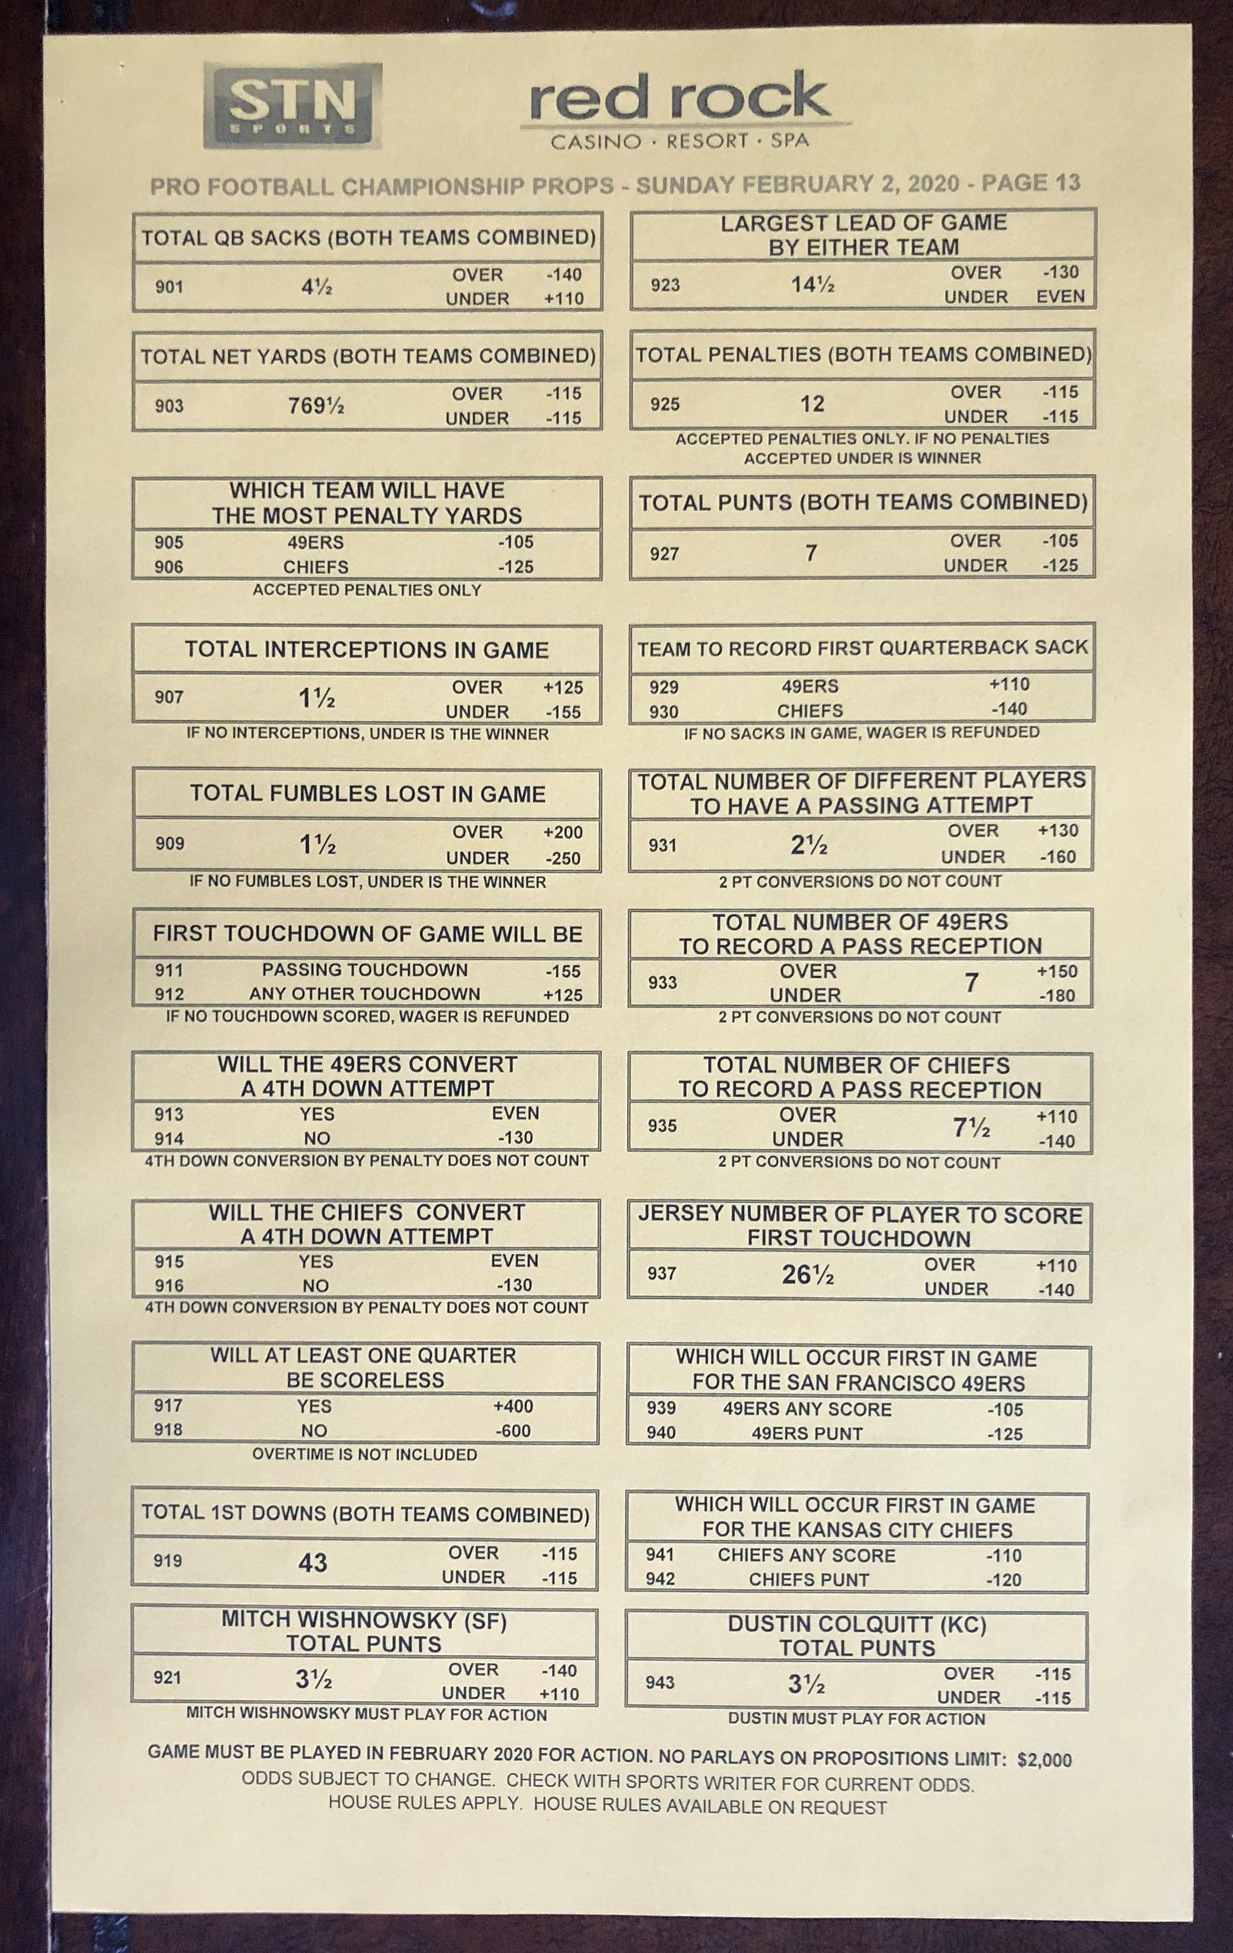 STN
SPORTS
red rock
CASINO · RESORT · SPA
PRO FOOTBALL CHAMPIONSHIP PROPS - SUNDAY FEBRUARY 2, 2020 - PAGE 13
TOTAL QB SACKS (BOTH TEAMS COMBINED)
901 4½ OVER -140
UNDER +110
TOTAL NET YARDS (BOTH TEAMS COMBINED)
903 769½ OVER -115
UNDER -115
WHICH TEAM WILL HAVE
THE MOST PENALTY YARDS
905 49ERS -105
906 CHIEFS -125
ACCEPTED PENALTIES ONLY
TOTAL INTERCEPTIONS IN GAME
907 1½ OVER +125
UNDER -155
IF NO INTERCEPTIONS, UNDER IS THE WINNER
TOTAL FUMBLES LOST IN GAME
909 1½ OVER +200
UNDER -250
IF NO FUMBLES LOST, UNDER IS THE WINNER
FIRST TOUCHDOWN OF GAME WILL BE
911 PASSING TOUCHDOWN -155
912 ANY OTHER TOUCHDOWN +125
IF NO TOUCHDOWN SCORED, WAGER IS REFUNDED
WILL THE 49ERS CONVERT
A 4TH DOWN ATTEMPT
913 YES EVEN
914 NO -130
4TH DOWN CONVERSION BY PENALTY DOES NOT COUNT
WILL THE CHIEFS CONVERT
A 4TH DOWN ATTEMPT
915 YES EVEN
916 NO -130
4TH DOWN CONVERSION BY PENALTY DOES NOT COUNT
WILL AT LEAST ONE QUARTER
BE SCORELESS
917 YES +400
918 NO -600
OVERTIME IS NOT INCLUDED
TOTAL 1ST DOWNS (BOTH TEAMS COMBINED)
919 43 OVER -115
UNDER -115
MITCH WISHNOWSKY (SF)
TOTAL PUNTS
921 3½ OVER -140
UNDER +110
MITCH WISHNOWSKY MUST PLAY FOR ACTION
LARGEST LEAD OF GAME
BY EITHER TEAM
923 14½ OVER -130
UNDER EVEN
TOTAL PENALTIES (BOTH TEAMS COMBINED)
925 12 OVER -115
UNDER -115
ACCEPTED PENALTIES ONLY. IF NO PENALTIES
ACCEPTED UNDER IS WINNER
TOTAL PUNTS (BOTH TEAMS COMBINED)
927 7 OVER -105
UNDER -125
TEAM TO RECORD FIRST QUARTERBACK SACK
929 49ERS +110
930 CHIEFS -140
IF NO SACKS IN GAME, WAGER IS REFUNDED
TOTAL NUMBER OF DIFFERENT PLAYERS
TO HAVE A PASSING ATTEMPT
931 2½ OVER +130
UNDER -160
2 PT CONVERSIONS DO NOT COUNT
TOTAL NUMBER OF 49ERS
TO RECORD A PASS RECEPTION
933 OVER 7 +150
UNDER -180
2 PT CONVERSIONS DO NOT COUNT
TOTAL NUMBER OF CHIEFS
TO RECORD A PASS RECEPTION
935 OVER 7½ +110
UNDER -140
2 PT CONVERSIONS DO NOT COUNT
JERSEY NUMBER OF PLAYER TO SCORE
FIRST TOUCHDOWN
937 26½ OVER +110
UNDER -140
WHICH WILL OCCUR FIRST IN GAME
FOR THE SAN FRANCISCO 49ERS
939 49ERS ANY SCORE -105
940 49ERS PUNT -125
WHICH WILL OCCUR FIRST IN GAME
FOR THE KANSAS CITY CHIEFS
941 CHIEFS ANY SCORE -110
942 CHIEFS PUNT -120
DUSTIN COLQUITT (KC)
TOTAL PUNTS
943 3½ OVER -115
UNDER -115
DUSTIN MUST PLAY FOR ACTION
GAME MUST BE PLAYED IN FEBRUARY 2020 FOR ACTION. NO PARLAYS ON PROPOSITIONS LIMIT: $2,000
ODDS SUBJECT TO CHANGE. CHECK WITH SPORTS WRITER FOR CURRENT ODDS.
HOUSE RULES APPLY. HOUSE RULES AVAILABLE ON REQUEST